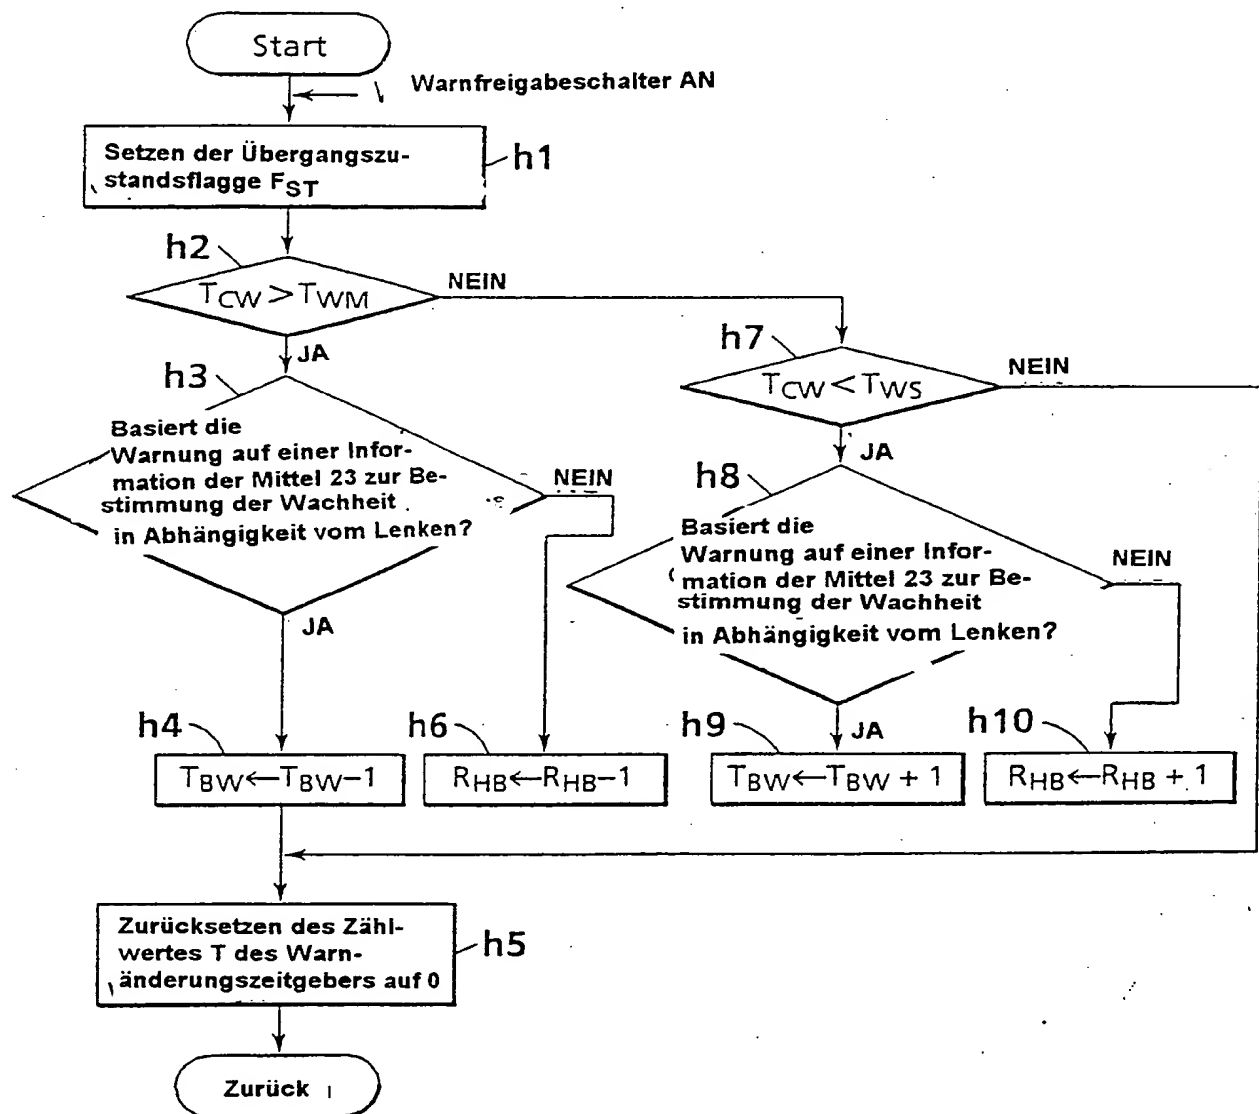 Start
Warnfreigabeschalter AN
Setzen der Übergangszu-
standsflagge FST
h1
h2
TCW > TWM
NEIN
JA
h7
TCW < TWS
NEIN
JA
h3
Basiert die
Warnung auf einer Infor-
mation der Mittel 23 zur Be-
stimmung der Wachheit
in Abhängigkeit vom Lenken?
NEIN
JA
h8
Basiert die
Warnung auf einer Infor-
mation der Mittel 23 zur Be-
stimmung der Wachheit
in Abhängigkeit vom Lenken?
NEIN
JA
h4
TBW←TBW−1
h6
RHB←RHB−1
h9
TBW←TBW + 1
h10
RHB←RHB + 1
Zurücksetzen des Zähl-
wertes T des Warn-
änderungszeitgebers auf 0
h5
Zurück